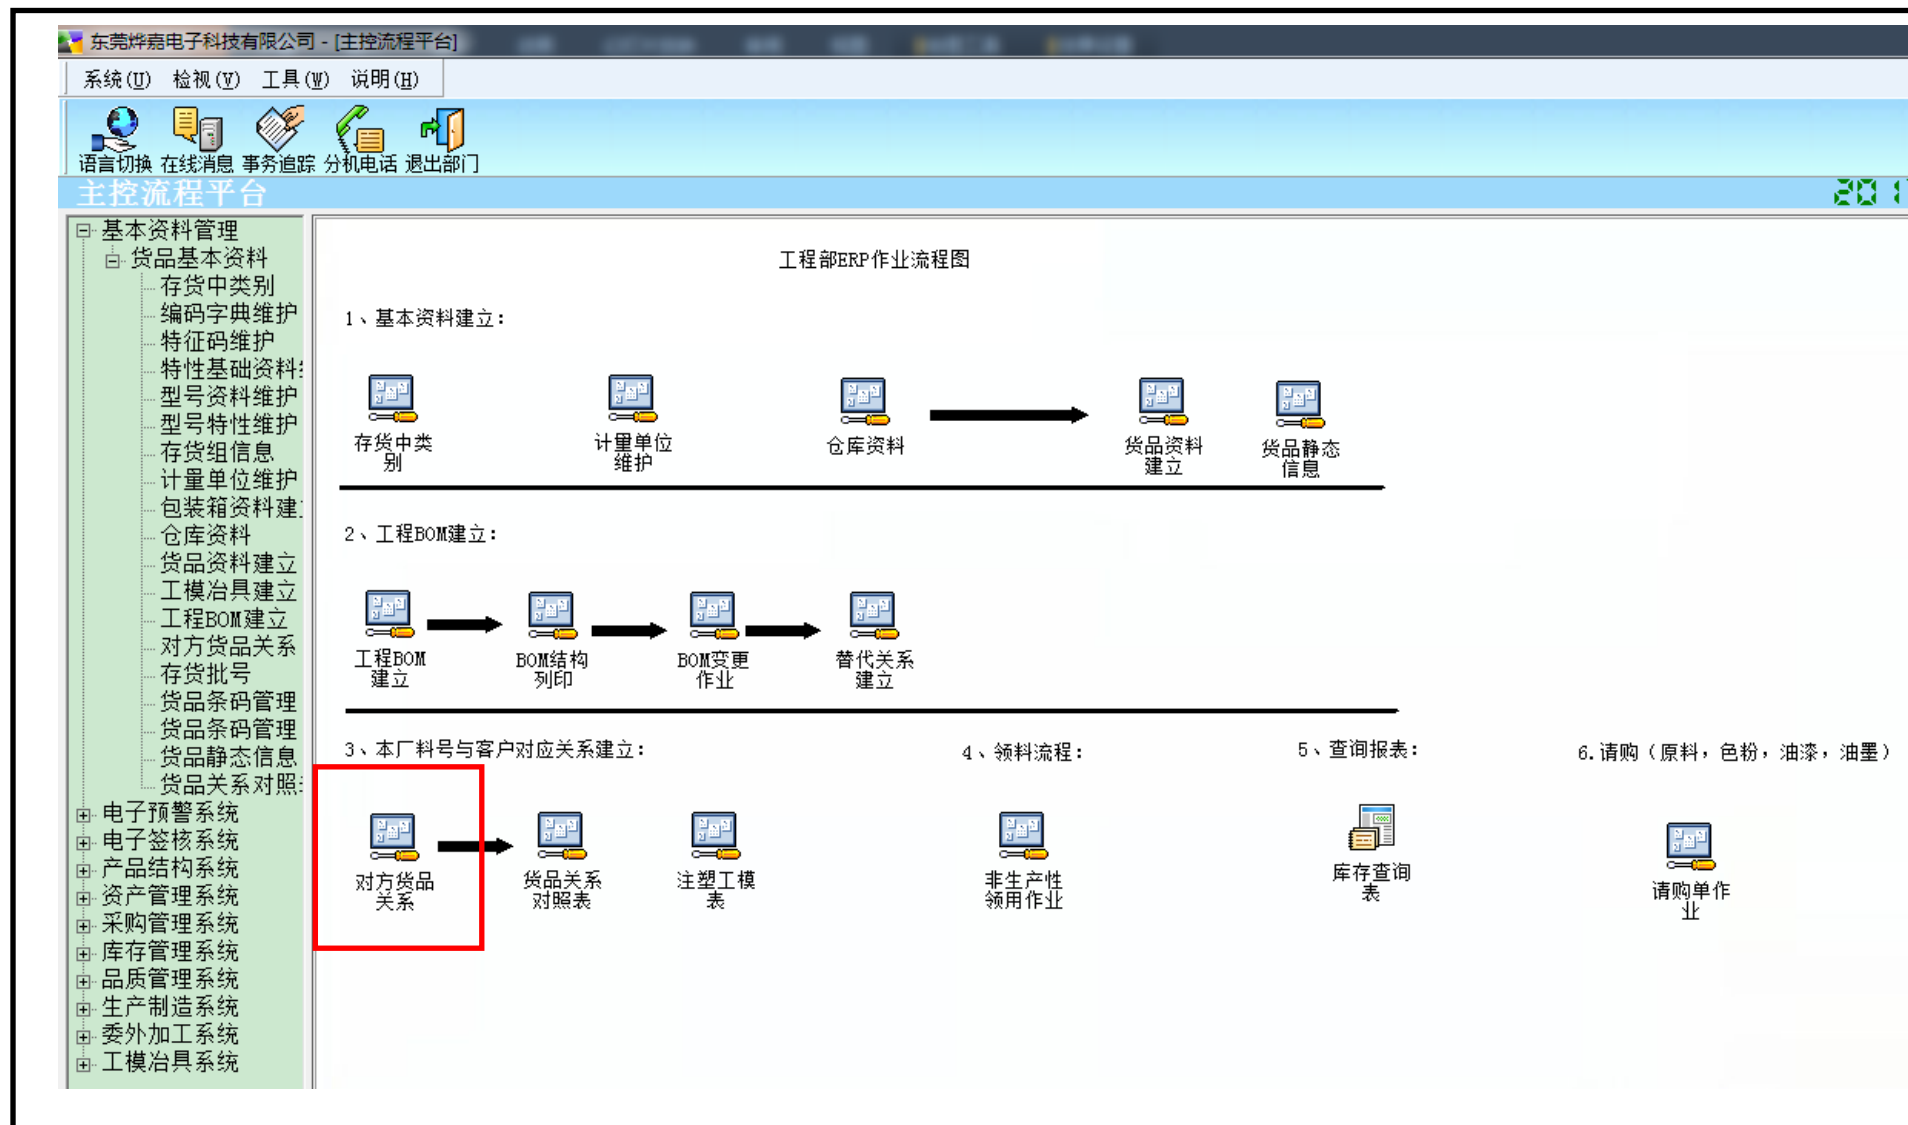 东莞烨嘉电子科技有限公司 - [主控流程平台]
系统(U) 检视(V) 工具(W) 说明(H)
语言切换 在线消息 事务追踪 分机电话 退出部门
主控流程平台
201
基本资料管理
货品基本资料
存货中类别
编码字典维护
特征码维护
特性基础资料
型号资料维护
型号特性维护
存货组信息
计量单位维护
包装箱资料建
仓库资料
货品资料建立
工模冶具建立
工程BOM建立
对方货品关系
存货批号
货品条码管理
货品条码管理
货品静态信息
货品关系对照
电子预警系统
电子签核系统
产品结构系统
资产管理系统
采购管理系统
库存管理系统
品质管理系统
生产制造系统
委外加工系统
工模冶具系统
工程部ERP作业流程图
1、基本资料建立：
存货中类
别
计量单位
维护
仓库资料
货品资料
建立
货品静态
信息
2、工程BOM建立：
工程BOM
建立
BOM结构
列印
BOM变更
作业
替代关系
建立
3、本厂料号与客户对应关系建立：
对方货品
关系
货品关系
对照表
注塑工模
表
4、领料流程：
非生产性
领用作业
5、查询报表：
库存查询
表
6.请购（原料，色粉，油漆，油墨）
请购单作
业